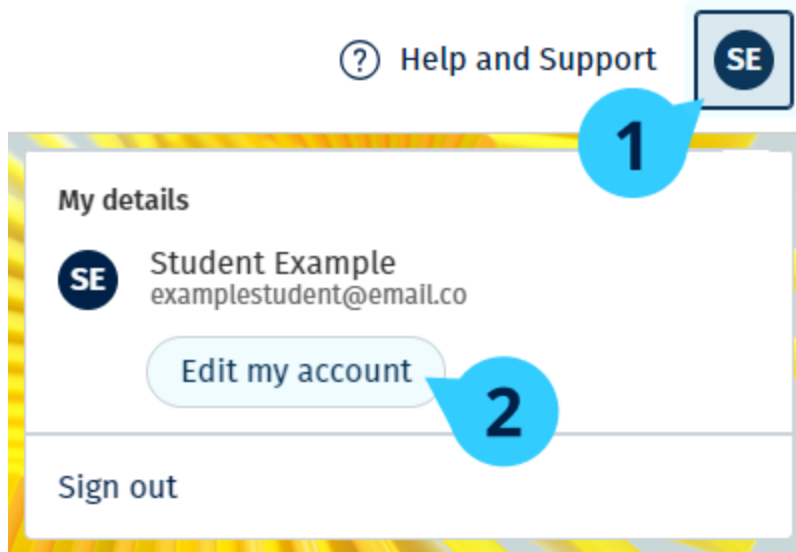 Help and Support SE
1
My details
SE Student Example
examplestudent@email.co
Edit my account
2
Sign out